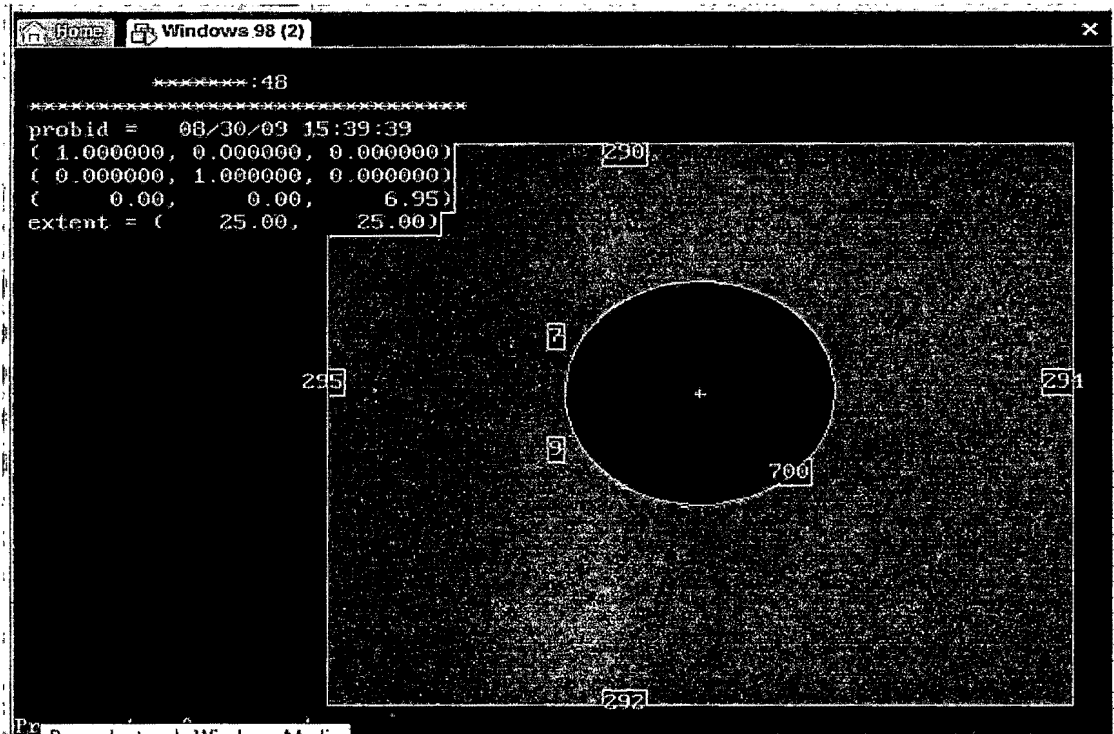 Home Windows 98 (2)
*******:48
********************************
probid = 08/30/09 15:39:39
( 1.000000, 0.000000, 0.000000)
( 0.000000, 1.000000, 0.000000)
( 0.00, 0.00, 6.95)
extent = ( 25.00, 25.00)
290
7
295
294
9
700
292
Pr